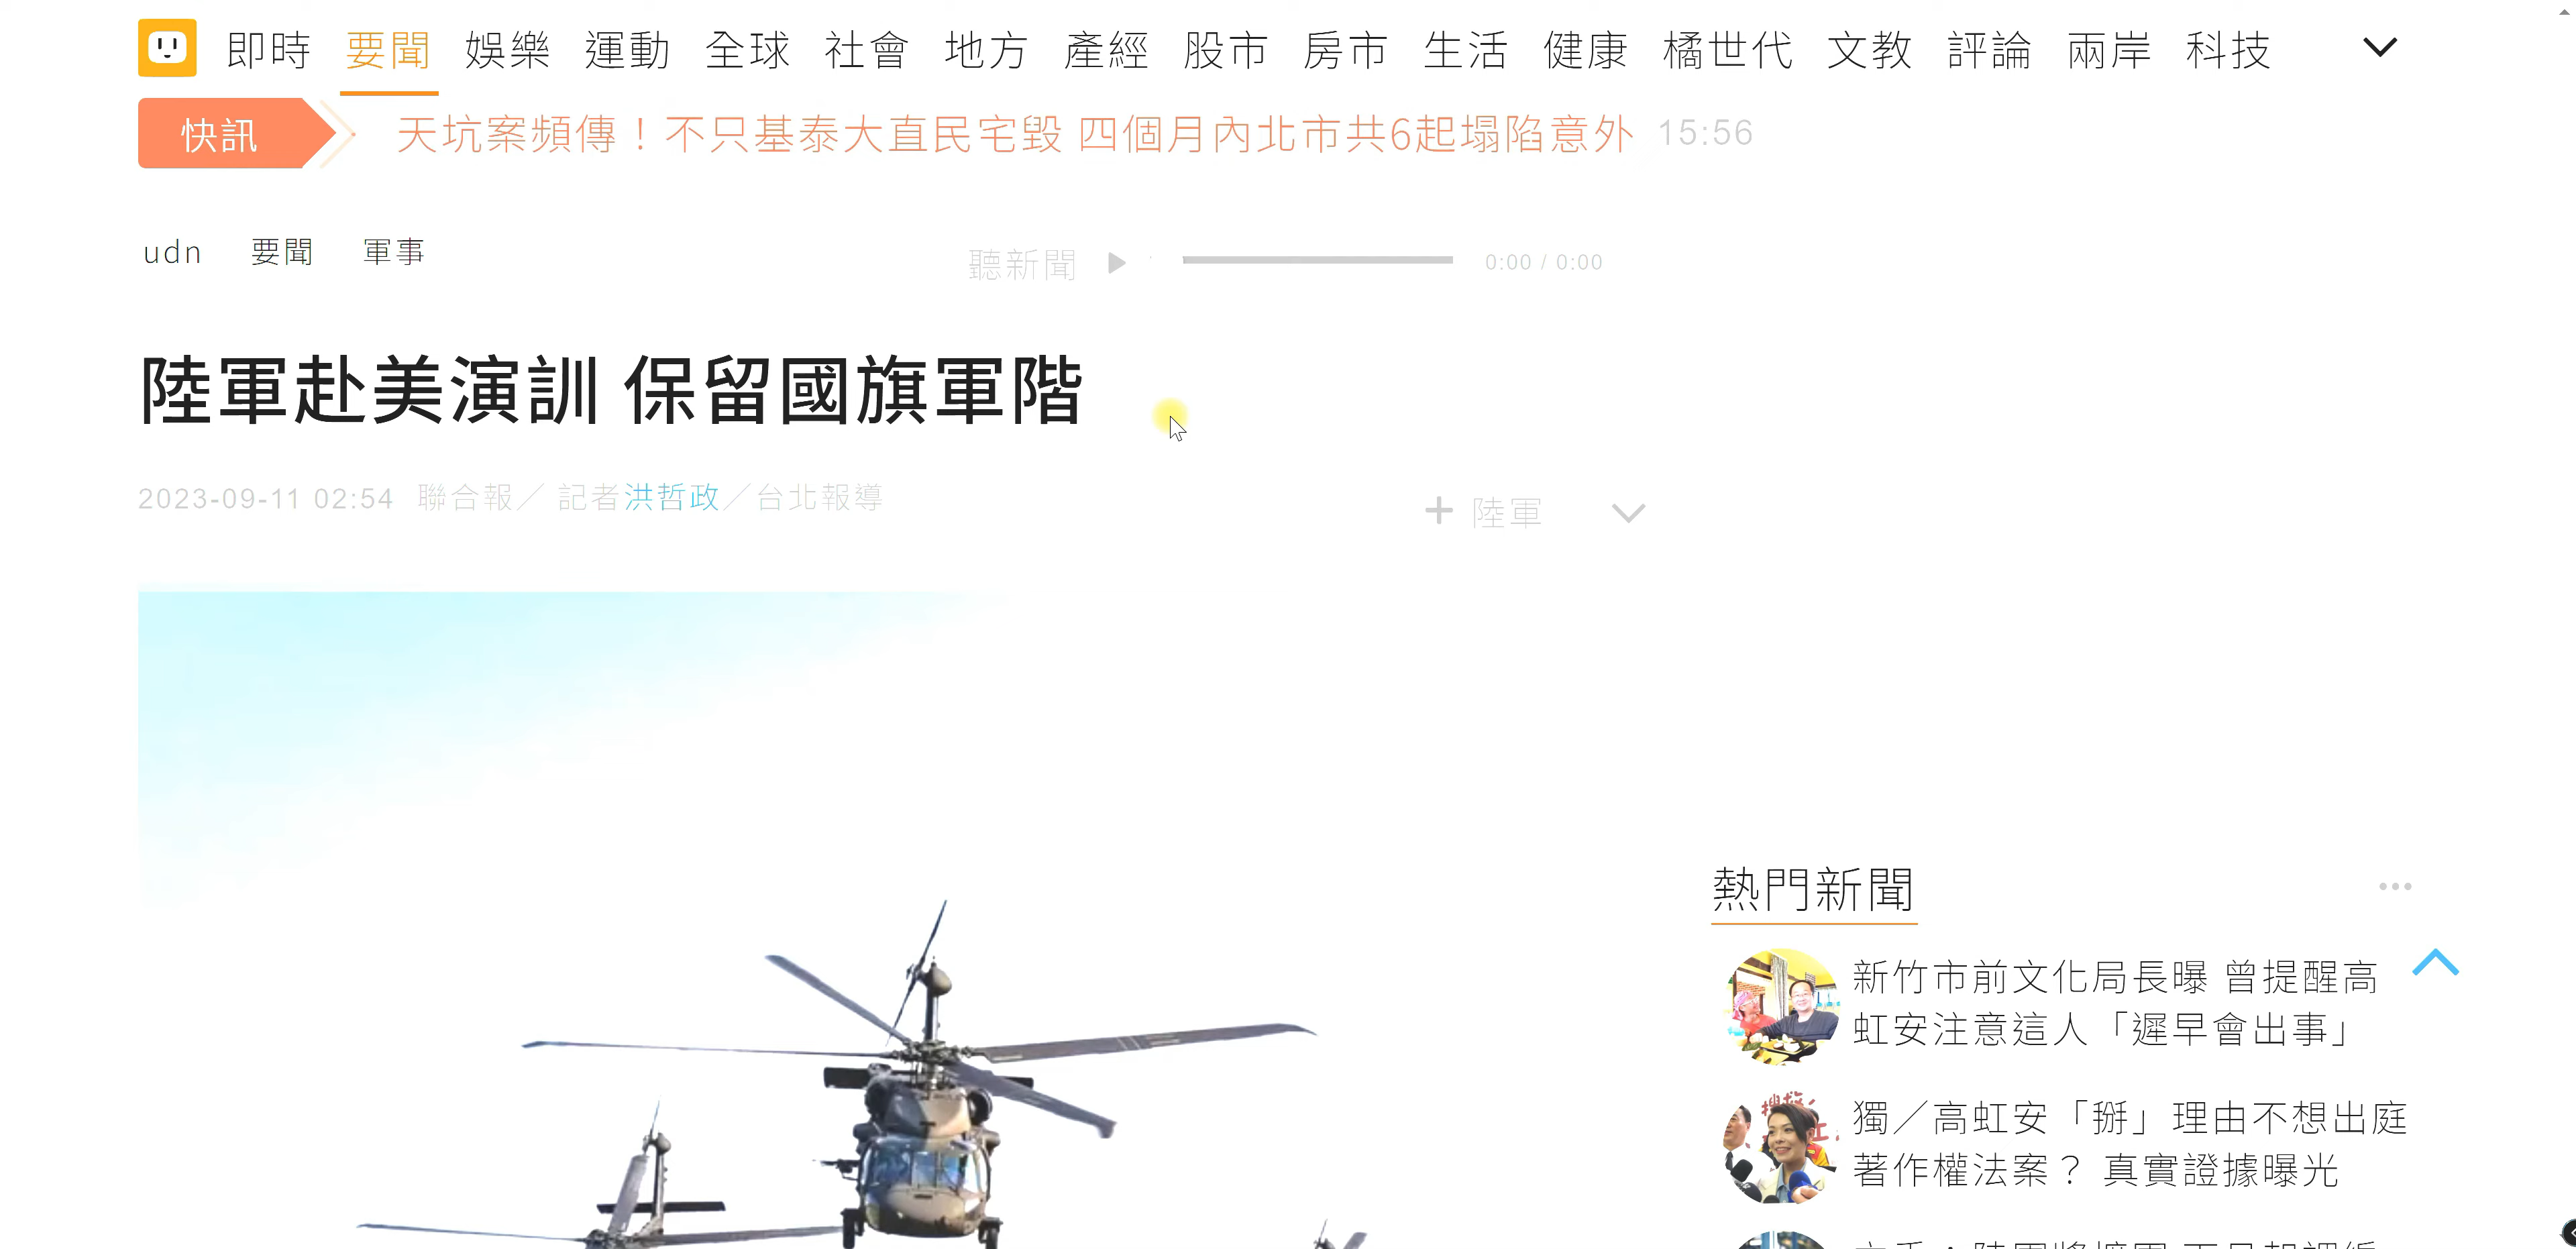 即時 要聞 娛樂 運動 全球 社會 地方 產經 股市 房市 生活 健康 橘世代 文教 評論 兩岸 科技
快訊 天坑案頻傳！不只基泰大直民宅毀 四個月內北市共6起塌陷意外 15:56
udn 要聞 軍事
聽新聞 0:00 / 0:00
陸軍赴美演訓 保留國旗軍階
2023-09-11 02:54 聯合報／ 記者洪哲政／台北報導
＋ 陸軍
熱門新聞
新竹市前文化局長曝 曾提醒高
虹安注意這人「遲早會出事」
獨／高虹安「掰」理由不想出庭
著作權法案？ 真實證據曝光